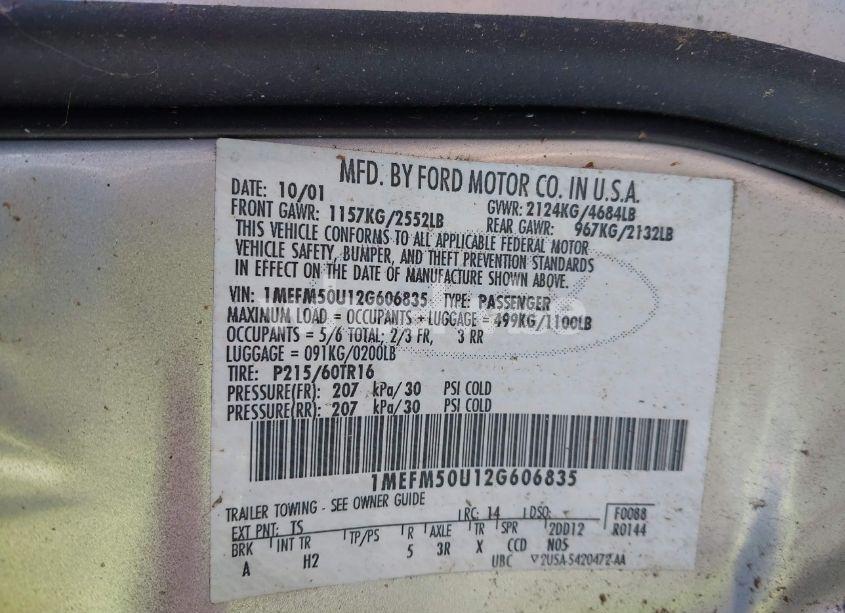 MFD. BY FORD MOTOR CO. IN U.S.A.
DATE: 10/01 GVWR: 2124KG/4684LB
FRONT GAWR: 1157KG/2552LB REAR GAWR: 967KG/2132LB
THIS VEHICLE CONFORMS TO ALL APPLICABLE FEDERAL MOTOR
VEHICLE SAFETY, BUMPER, AND THEFT PREVENTION STANDARDS
IN EFFECT ON THE DATE OF MANUFACTURE SHOWN ABOVE.
VIN: 1MEFM50U12G606835 TYPE: PASSENGER
MAXIMUM LOAD = OCCUPANTS + LUGGAGE = 499KG/1100LB
OCCUPANTS = 5/6 TOTAL: 2/3 FR, 3 RR
LUGGAGE = 091KG/0200LB
TIRE: P215/60TR16
PRESSURE(FR): 207 kPa/30 PSI COLD
PRESSURE(RR): 207 kPa/30 PSI COLD
1MEFM50U12G606835
TRAILER TOWING - SEE OWNER GUIDE
EXT PNT: TS RC: 14 DSO: F0088
BRK INT TR TP/PS R AXLE TR SPR 2DD12 R0144
A H2 5 3R X CCD NOS
UBC 2USA-5420472-AA